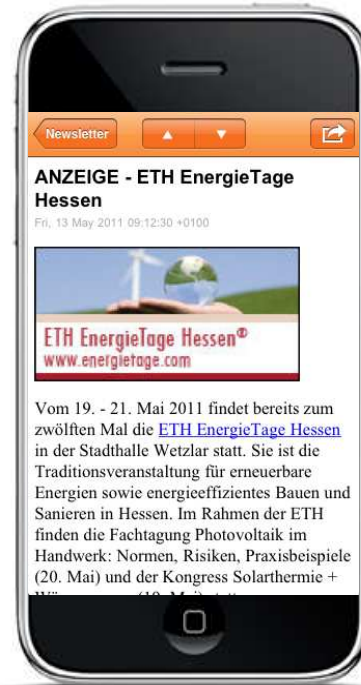 Newsletter
ANZEIGE - ETH EnergieTage
Hessen
Fri, 13 May 2011 09:12:30 +0100
ETH EnergieTage Hessen®
www.energietage.com
Vom 19. - 21. Mai 2011 findet bereits zum
zwölften Mal die ETH EnergieTage Hessen
in der Stadthalle Wetzlar statt. Sie ist die
Traditionsveranstaltung für erneuerbare
Energien sowie energieeffizientes Bauen und
Sanieren in Hessen. Im Rahmen der ETH
finden die Fachtagung Photovoltaik im
Handwerk: Normen, Risiken, Praxisbeispiele
(20. Mai) und der Kongress Solarthermie +